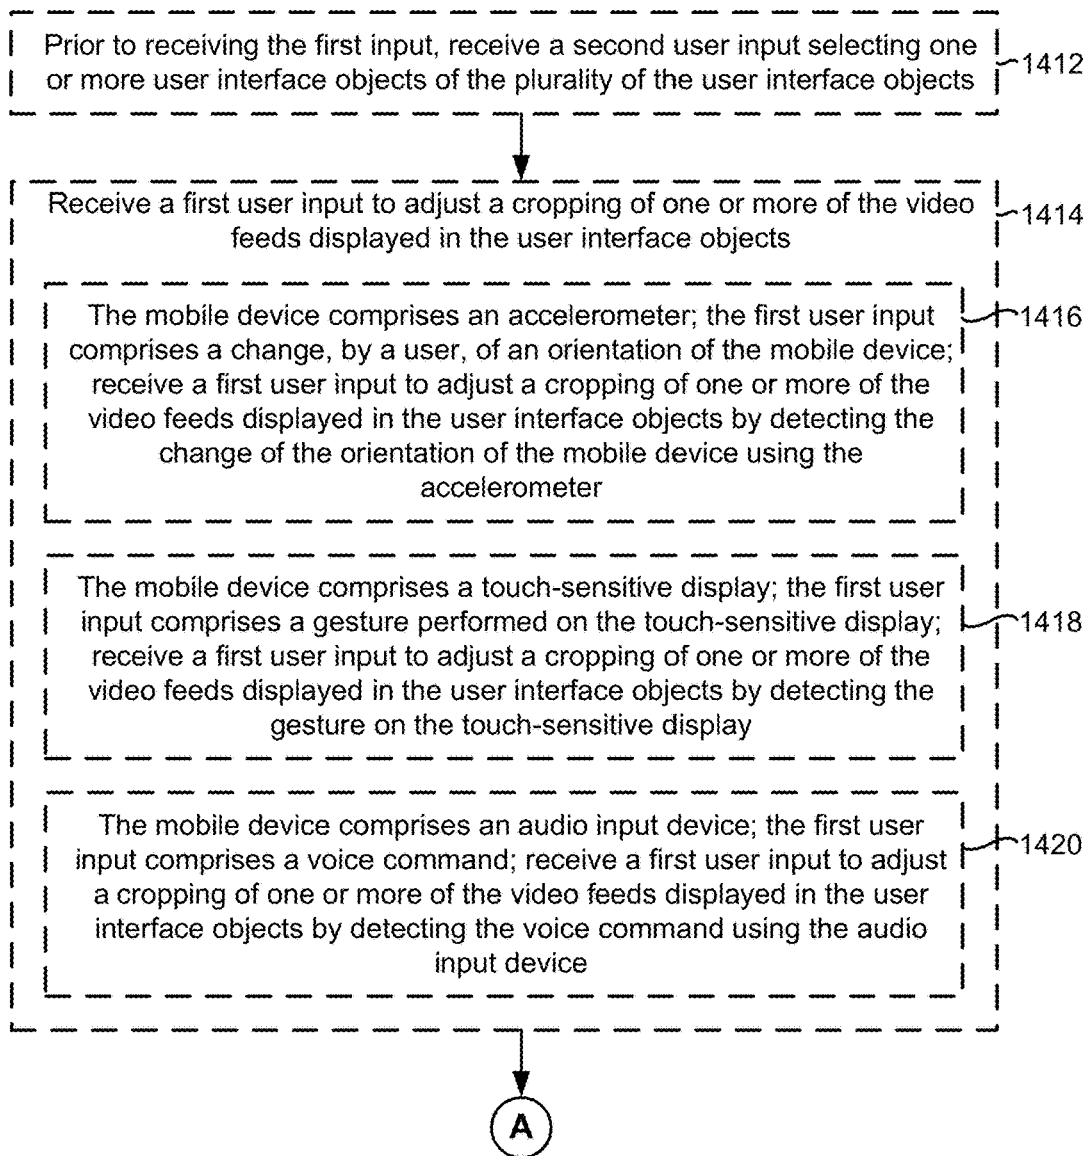 Prior to receiving the first input, receive a second user input selecting one
or more user interface objects of the plurality of the user interface objects
1412
Receive a first user input to adjust a cropping of one or more of the video
feeds displayed in the user interface objects
1414
The mobile device comprises an accelerometer; the first user input
comprises a change, by a user, of an orientation of the mobile device;
receive a first user input to adjust a cropping of one or more of the
video feeds displayed in the user interface objects by detecting the
change of the orientation of the mobile device using the
accelerometer
1416
The mobile device comprises a touch-sensitive display; the first user
input comprises a gesture performed on the touch-sensitive display;
receive a first user input to adjust a cropping of one or more of the
video feeds displayed in the user interface objects by detecting the
gesture on the touch-sensitive display
1418
The mobile device comprises an audio input device; the first user
input comprises a voice command; receive a first user input to adjust
a cropping of one or more of the video feeds displayed in the user
interface objects by detecting the voice command using the audio
input device
1420
A